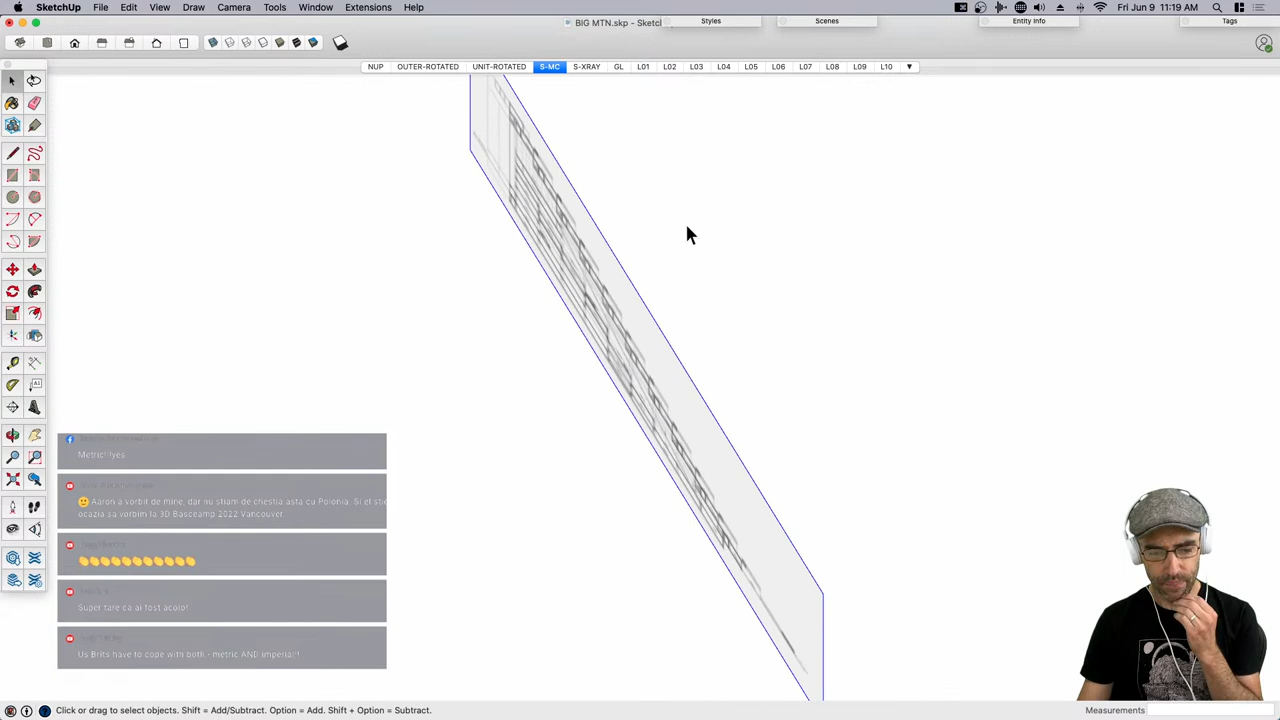 SketchUp File Edit View Draw Camera Tools Window Extensions Help
Fri Jun 9 11:19 AM
BIG MTN.skp - Sketc
Styles
Scenes
Entity Info
Tags
NUP OUTER-ROTATED UNIT-ROTATED S-MC S-XRAY GL L01 L02 L03 L04 L05 L06 L07 L08 L09 L10
Metric! !yes
Aaron a vorbit de mine, dar nu stiam de chestia asta cu Polonia. Si el stie
ocazia sa vorbim la 3D Basecamp 2022 Vancouver.
Super tare ca ai fost acolo!
Us Brits have to cope with both - metric AND imperial!!
Click or drag to select objects. Shift = Add/Subtract. Option = Add. Shift + Option = Subtract.
Measurements